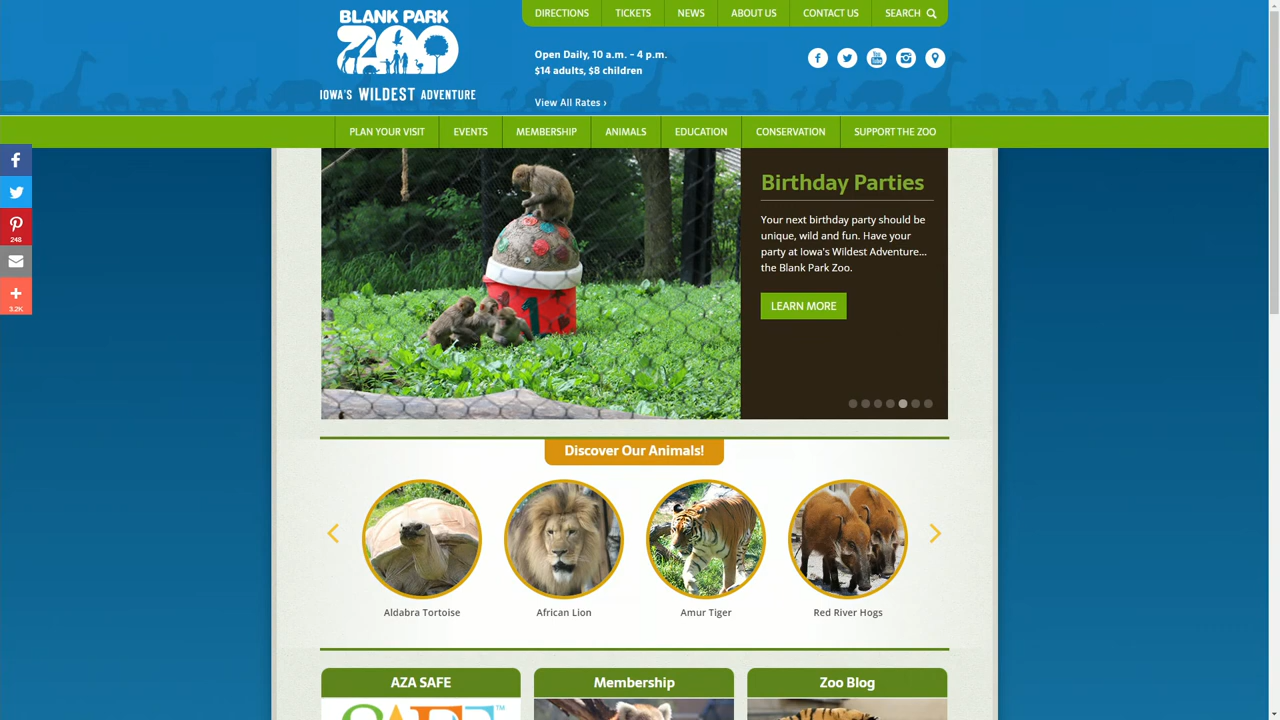 DIRECTIONS
TICKETS
NEWS
ABOUT US
CONTACT US
SEARCH
BLANK PARK
ZOO
IOWA'S WILDEST ADVENTURE
Open Daily, 10 a.m. - 4 p.m.
$14 adults, $8 children
View All Rates ›
PLAN YOUR VISIT
EVENTS
MEMBERSHIP
ANIMALS
EDUCATION
CONSERVATION
SUPPORT THE ZOO
248
3.2K
1
Birthday Parties
Your next birthday party should be
unique, wild and fun. Have your
party at Iowa's Wildest Adventure...
the Blank Park Zoo.
LEARN MORE
Discover Our Animals!
Aldabra Tortoise
African Lion
Amur Tiger
Red River Hogs
AZA SAFE
Membership
Zoo Blog
SAFE™